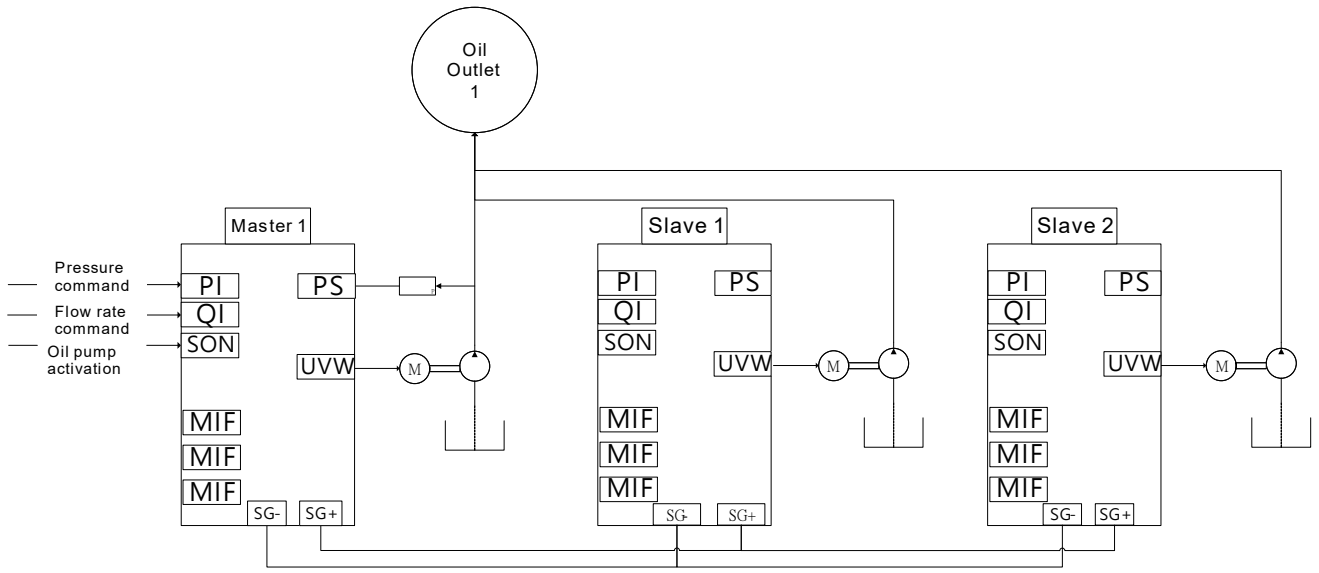 Oil
Outlet
1
Master 1
Slave 1
Slave 2
Pressure
command
Flow rate
command
Oil pump
activation
PI
QI
SON
PS
UVW
M
MIF
MIF
MIF
SG-
SG+
PI
QI
SON
PS
UVW
M
MIF
MIF
MIF
SG-
SG+
PI
QI
SON
PS
UVW
M
MIF
MIF
MIF
SG-
SG+